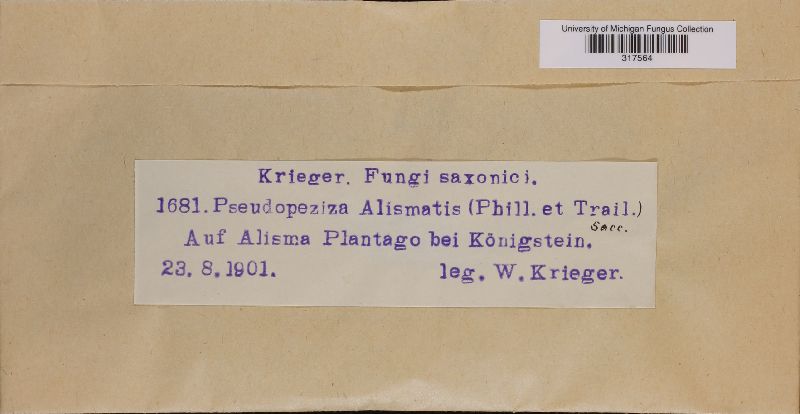 University of Michigan Fungus Collection
317564
Krieger. Fungi saxonici.
1681. Pseudopeziza Alismatis (Phill. et Trail.)
Sacc.
Auf Alisma Plantago bei Königstein.
23. 8. 1901. leg. W. Krieger.